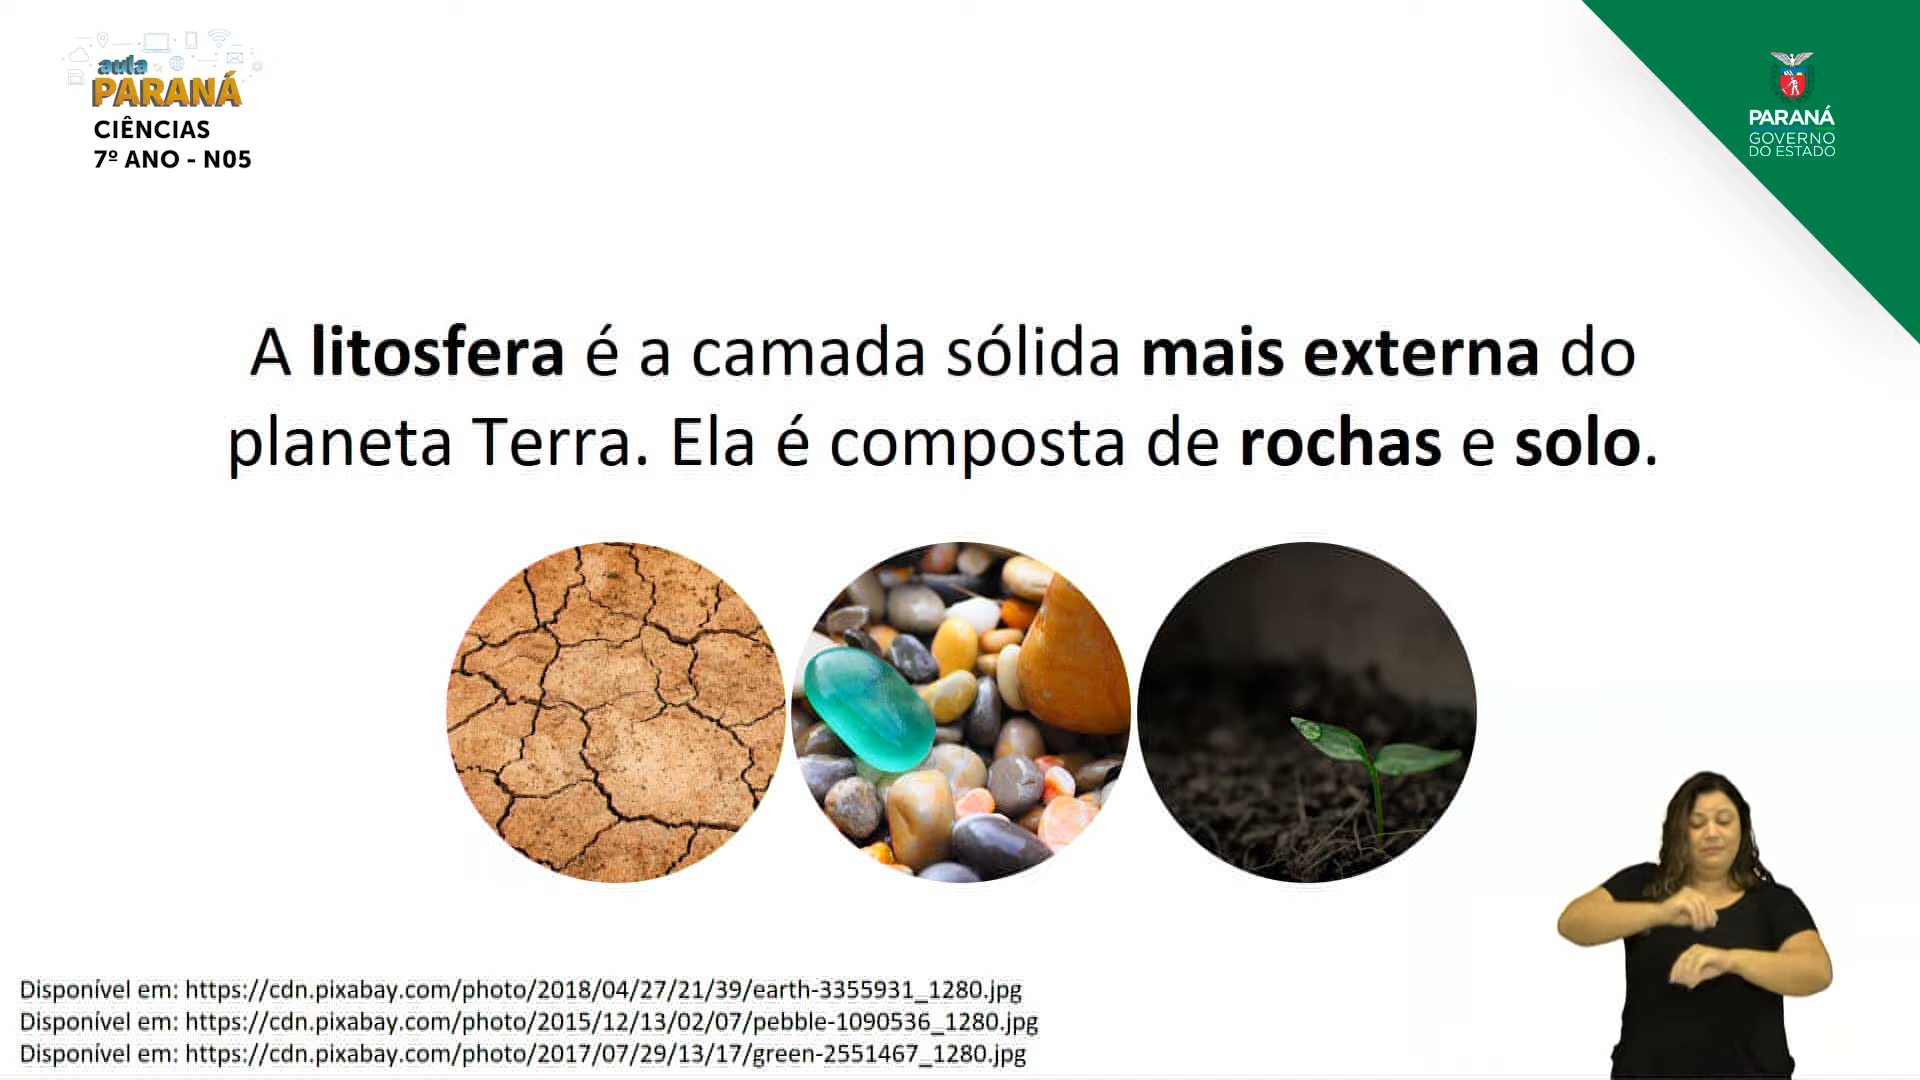 aula
PARANÁ
CIÊNCIAS
7º ANO - N05
PARANÁ
GOVERNO
DO ESTADO
A litosfera é a camada sólida mais externa do
planeta Terra. Ela é composta de rochas e solo.
Disponível em: https://cdn.pixabay.com/photo/2018/04/27/21/39/earth-3355931_1280.jpg
Disponível em: https://cdn.pixabay.com/photo/2015/12/13/02/07/pebble-1090536_1280.jpg
Disponível em: https://cdn.pixabay.com/photo/2017/07/29/13/17/green-2551467_1280.jpg